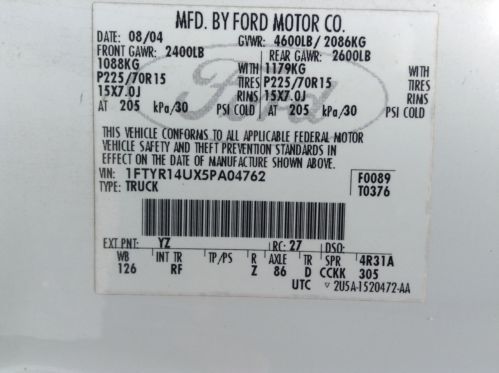 MFD. BY FORD MOTOR CO.
DATE: 08/04 GVWR: 4600LB/ 2086KG
FRONT GAWR: 2400LB REAR GAWR: 2600LB
1088KG WITH 1179KG WITH
P225/70R15 TIRES P225/70R15 TIRES
15X7.0J RIMS 15X7.0J RIMS
AT 205 kPa/30 PSI COLD AT 205 kPa/30 PSI COLD
THIS VEHICLE CONFORMS TO ALL APPLICABLE FEDERAL MOTOR
VEHICLE SAFETY AND THEFT PREVENTION STANDARDS IN
EFFECT ON THE DATE OF MANUFACTURE SHOWN ABOVE.
VIN: 1FTYR14UX5PA04762 F0089
TYPE: TRUCK T0376
Ford
EXT PNT: YZ RC: 27 DSO:
WB INT TR TP/PS R AXLE TR SPR 4R31A
126 RF Z 86 D CCKK 305
UTC ▽ 2U5A-1520472-AA